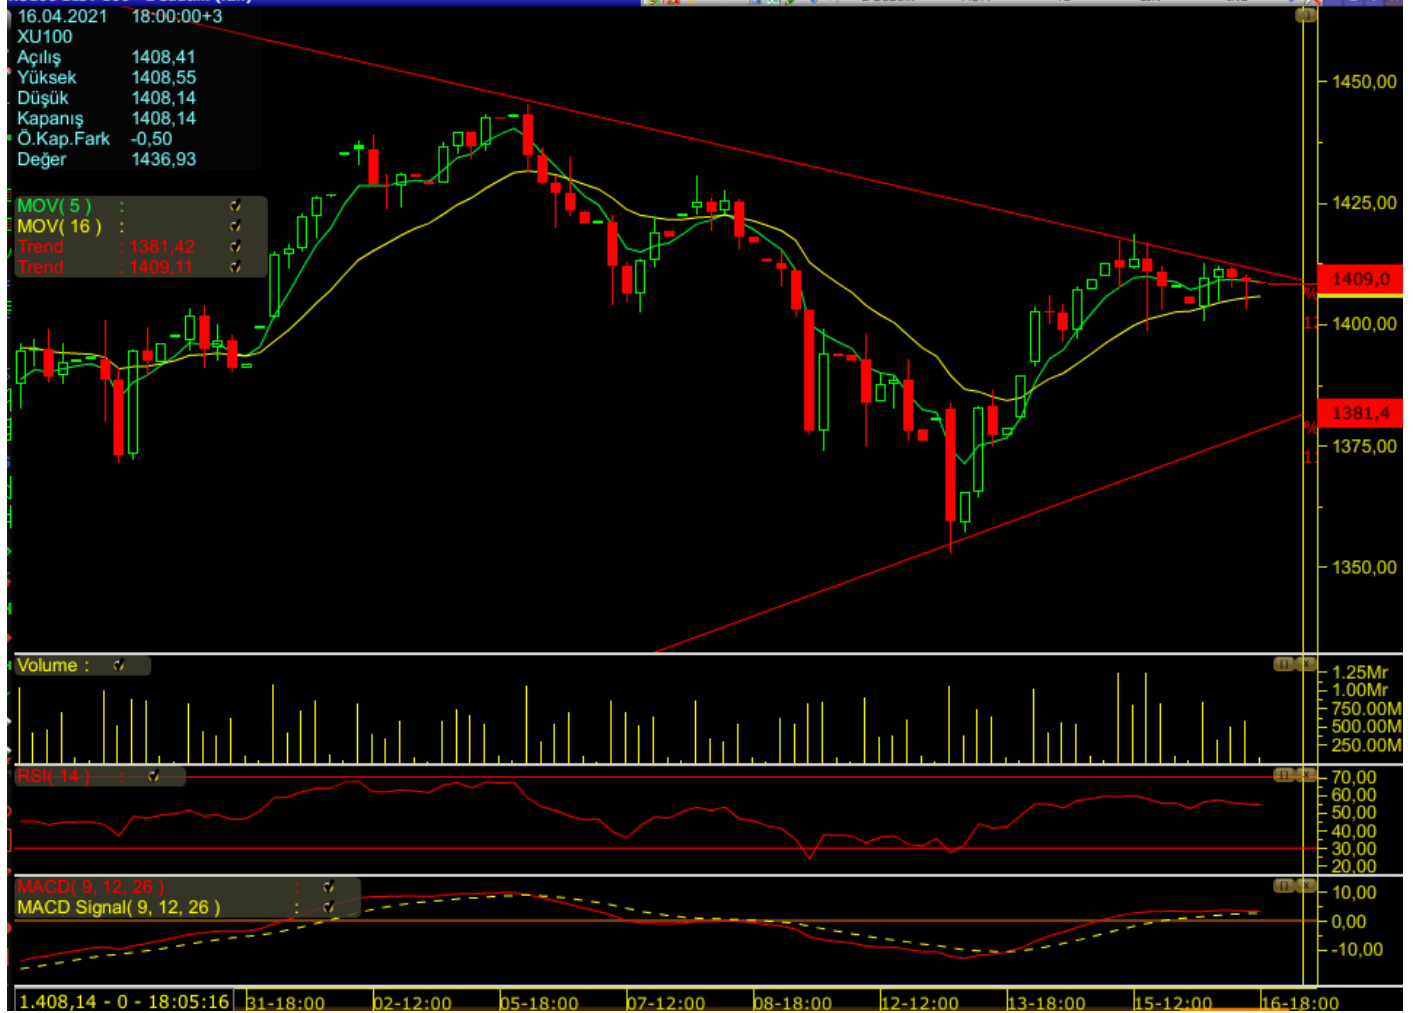 16.04.2021 18:00:00+3
XU100
Açılış 1408,41
Yüksek 1408,55
Düşük 1408,14
Kapanış 1408,14
Ö.Kap.Fark -0,50
Değer 1436,93
MOV( 5 ) :
MOV( 16 ) :
Trend : 1381,42
Trend : 1409,11
1450,00
1425,00
1409,0
%
1400,00
1381,4
%
1375,00
1350,00
Volume :
1.25Mr
1.00Mr
750.00M
500.00M
250.00M
RSI( 14 ) :
70,00
60,00
50,00
40,00
30,00
20,00
MACD( 9, 12, 26 ) :
MACD Signal( 9, 12, 26 ) :
10,00
0,00
-10,00
1.408,14 - 0 - 18:05:16 31-18:00 02-12:00 05-18:00 07-12:00 08-18:00 12-12:00 13-18:00 15-12:00 16-18:00